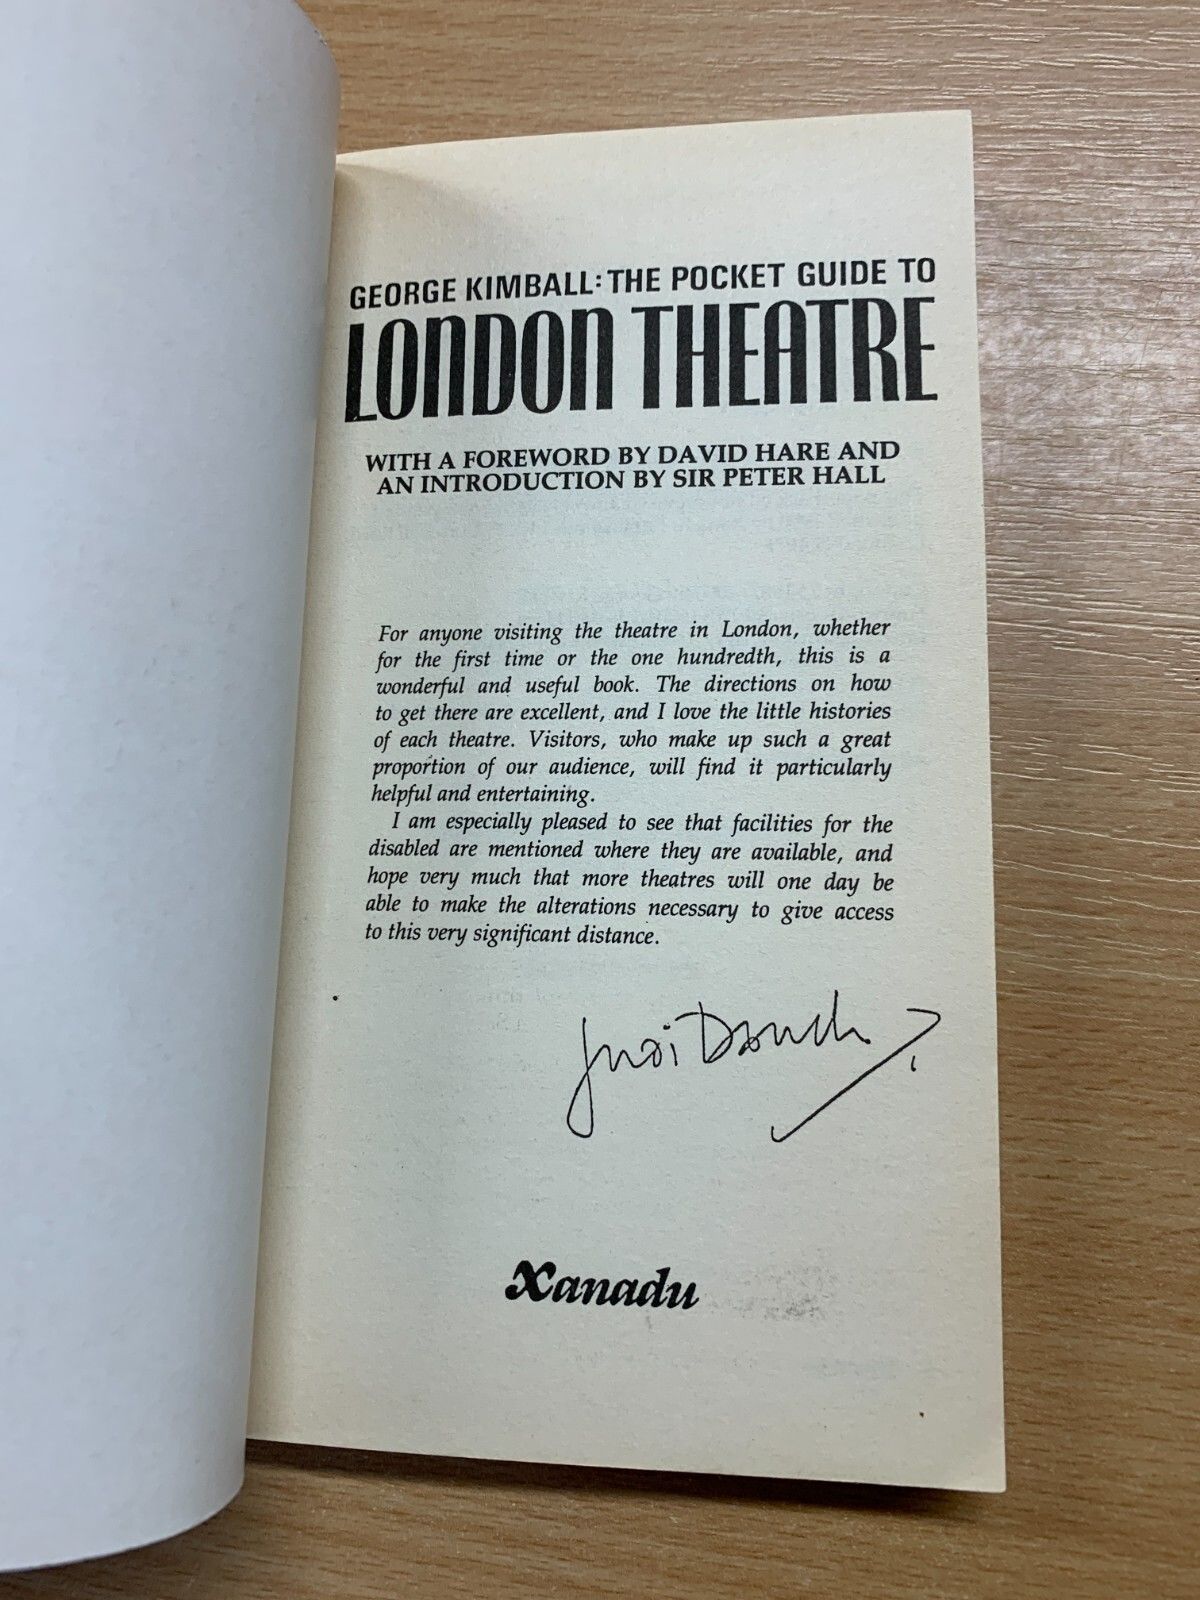 GEORGE KIMBALL: THE POCKET GUIDE TO
LONDON THEATRE
WITH A FOREWORD BY DAVID HARE AND
AN INTRODUCTION BY SIR PETER HALL
For anyone visiting the theatre in London, whether
for the first time or the one hundredth, this is a
wonderful and useful book. The directions on how
to get there are excellent, and I love the little histories
of each theatre. Visitors, who make up such a great
proportion of our audience, will find it particularly
helpful and entertaining.
I am especially pleased to see that facilities for the
disabled are mentioned where they are available, and
hope very much that more theatres will one day be
able to make the alterations necessary to give access
to this very significant distance.
Judi Dench
Xanadu